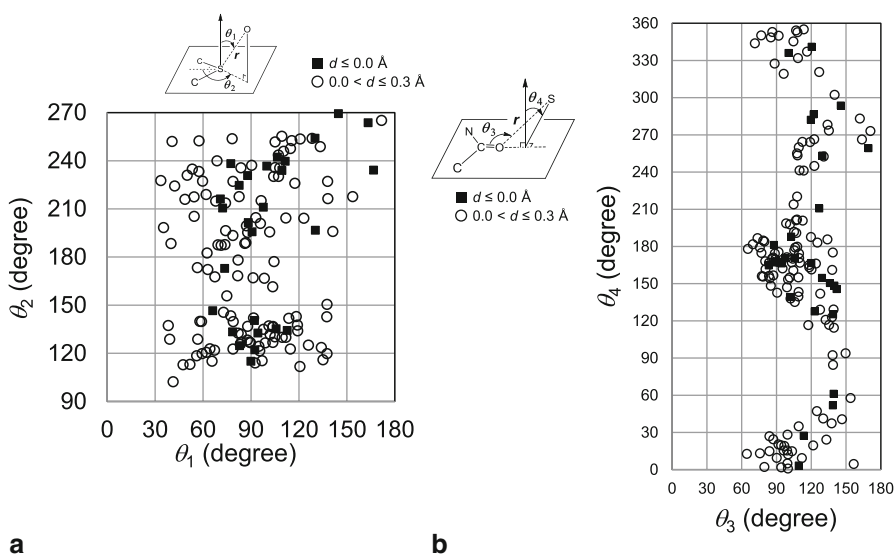 θ1
O
r
C
S
C
θ2
■ d ≤ 0.0 Å
○ 0.0 < d ≤ 0.3 Å
270
240
210
180
150
120
90
θ2 (degree)
0 30 60 90 120 150 180
θ1 (degree)
a
θ4
S
r
N
θ3
C=O
C
■ d ≤ 0.0 Å
○ 0.0 < d ≤ 0.3 Å
360
330
300
270
240
210
180
150
120
90
60
30
0
θ4 (degree)
0 30 60 90 120 150 180
θ3 (degree)
b